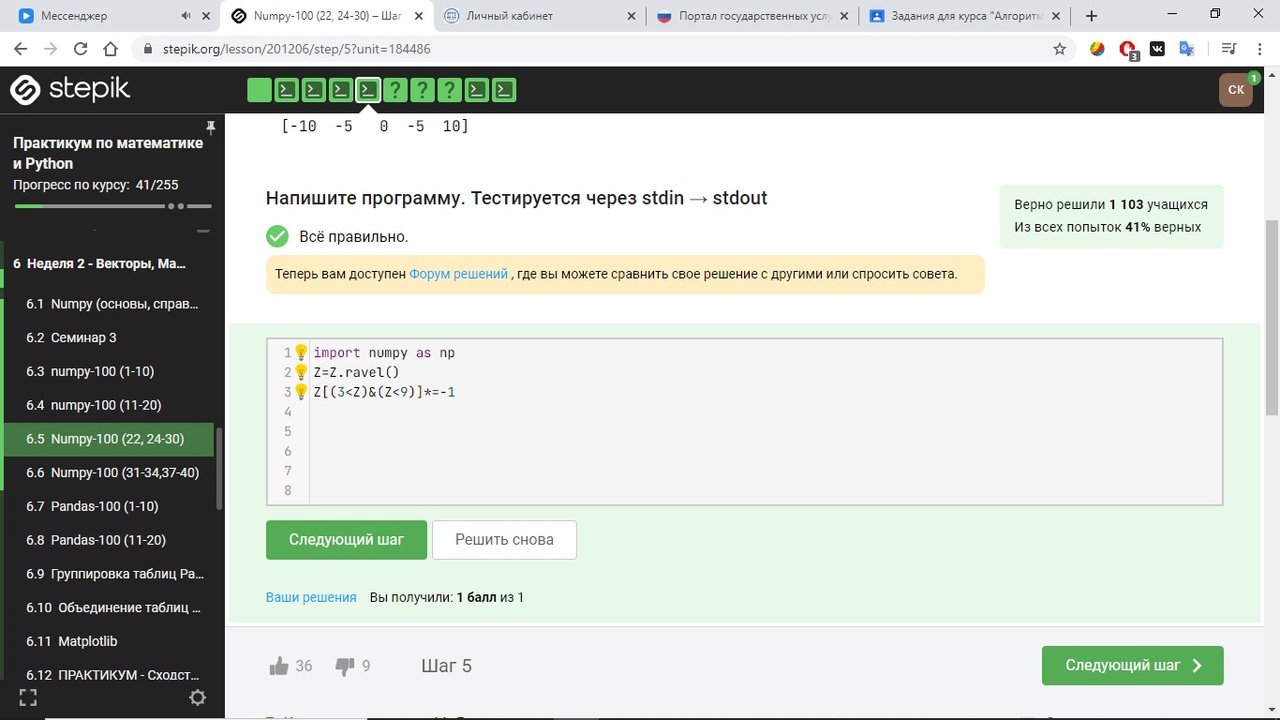 Мессенджер
Numpy-100 (22, 24-30) – Шаг
Личный кабинет
Портал государственных услу
Задания для курса "Алгоритм
stepik.org/lesson/201206/step/5?unit=184486
3
stepik
СК
1
Практикум по математике
и Python
Прогресс по курсу: 41/255
6 Неделя 2 - Векторы, Ма...
6.1 Numpy (основы, справ...
6.2 Семинар 3
6.3 numpy-100 (1-10)
6.4 numpy-100 (11-20)
6.5 Numpy-100 (22, 24-30)
6.6 Numpy-100 (31-34,37-40)
6.7 Pandas-100 (1-10)
6.8 Pandas-100 (11-20)
6.9 Группировка таблиц Pa...
6.10 Объединение таблиц ...
6.11 Matplotlib
6.12 ПРАКТИКУМ - Сходст...
[-10 -5 0 -5 10]
Напишите программу. Тестируется через stdin → stdout
Всё правильно.
Теперь вам доступен Форум решений , где вы можете сравнить свое решение с другими или спросить совета.
Верно решили 1 103 учащихся
Из всех попыток 41% верных
1 import numpy as np
2 Z=Z.ravel()
3 Z[(3<Z)&(Z<9)]*=-1
4
5
6
7
8
Следующий шаг
Решить снова
Ваши решения Вы получили: 1 балл из 1
36 9 Шаг 5
Следующий шаг